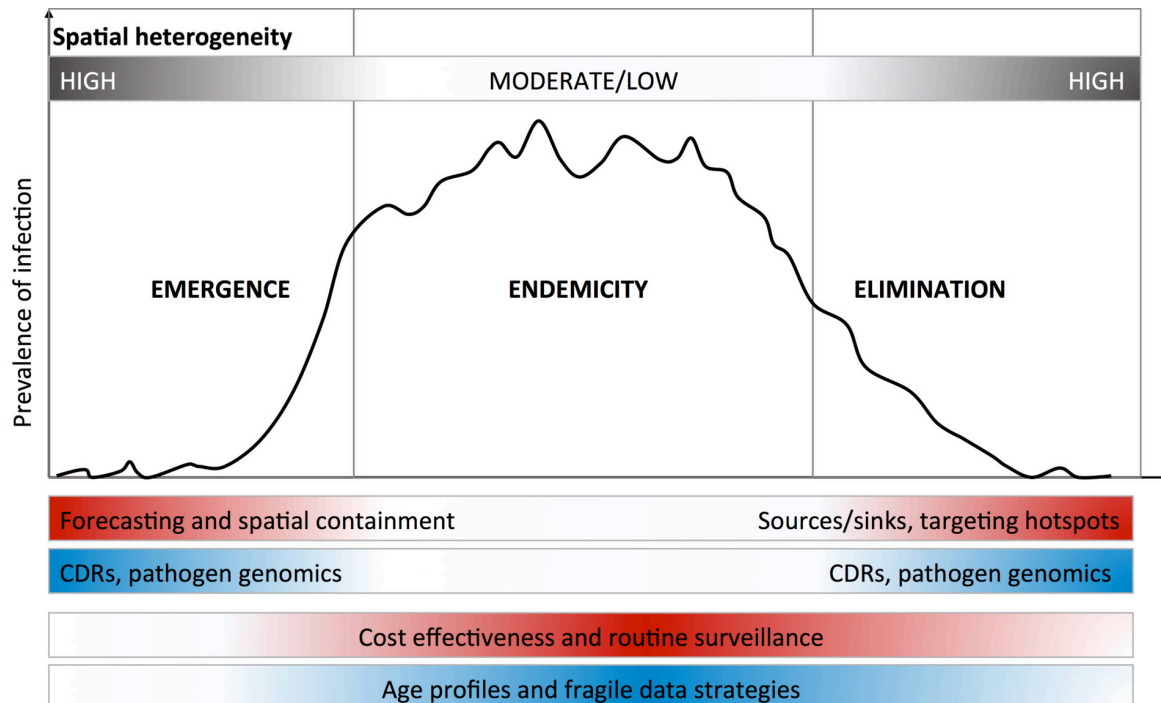 Spatial heterogeneity
HIGH MODERATE/LOW HIGH
Prevalence of infection
EMERGENCE ENDEMICITY ELIMINATION
Forecasting and spatial containment Sources/sinks, targeting hotspots
CDRs, pathogen genomics CDRs, pathogen genomics
Cost effectiveness and routine surveillance
Age profiles and fragile data strategies